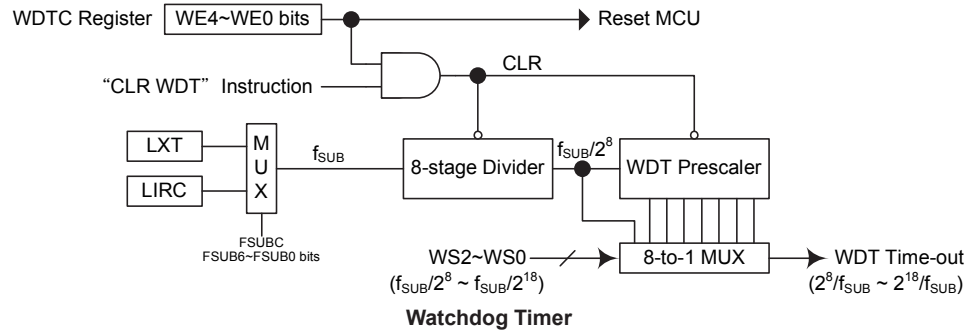 WDTC Register WE4~WE0 bits Reset MCU
CLR
“CLR WDT” Instruction
LXT
LIRC
M
U
X
fSUB
8-stage Divider
fSUB/2^8
WDT Prescaler
FSUBC
FSUB6~FSUB0 bits
WS2~WS0
(fSUB/2^8 ~ fSUB/2^18)
8-to-1 MUX
WDT Time-out
(2^8/fSUB ~ 2^18/fSUB)
Watchdog Timer